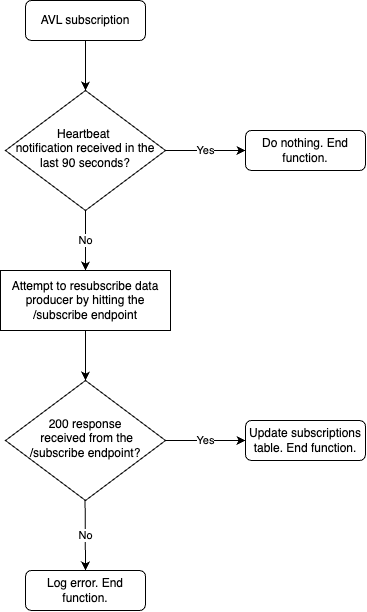 AVL subscription
Heartbeat
notification received in the
last 90 seconds?
Yes
Do nothing. End
function.
No
Attempt to resubscribe data
producer by hitting the
/subscribe endpoint
200 response
received from the
/subscribe endpoint?
Yes
Update subscriptions
table. End function.
No
Log error. End
function.